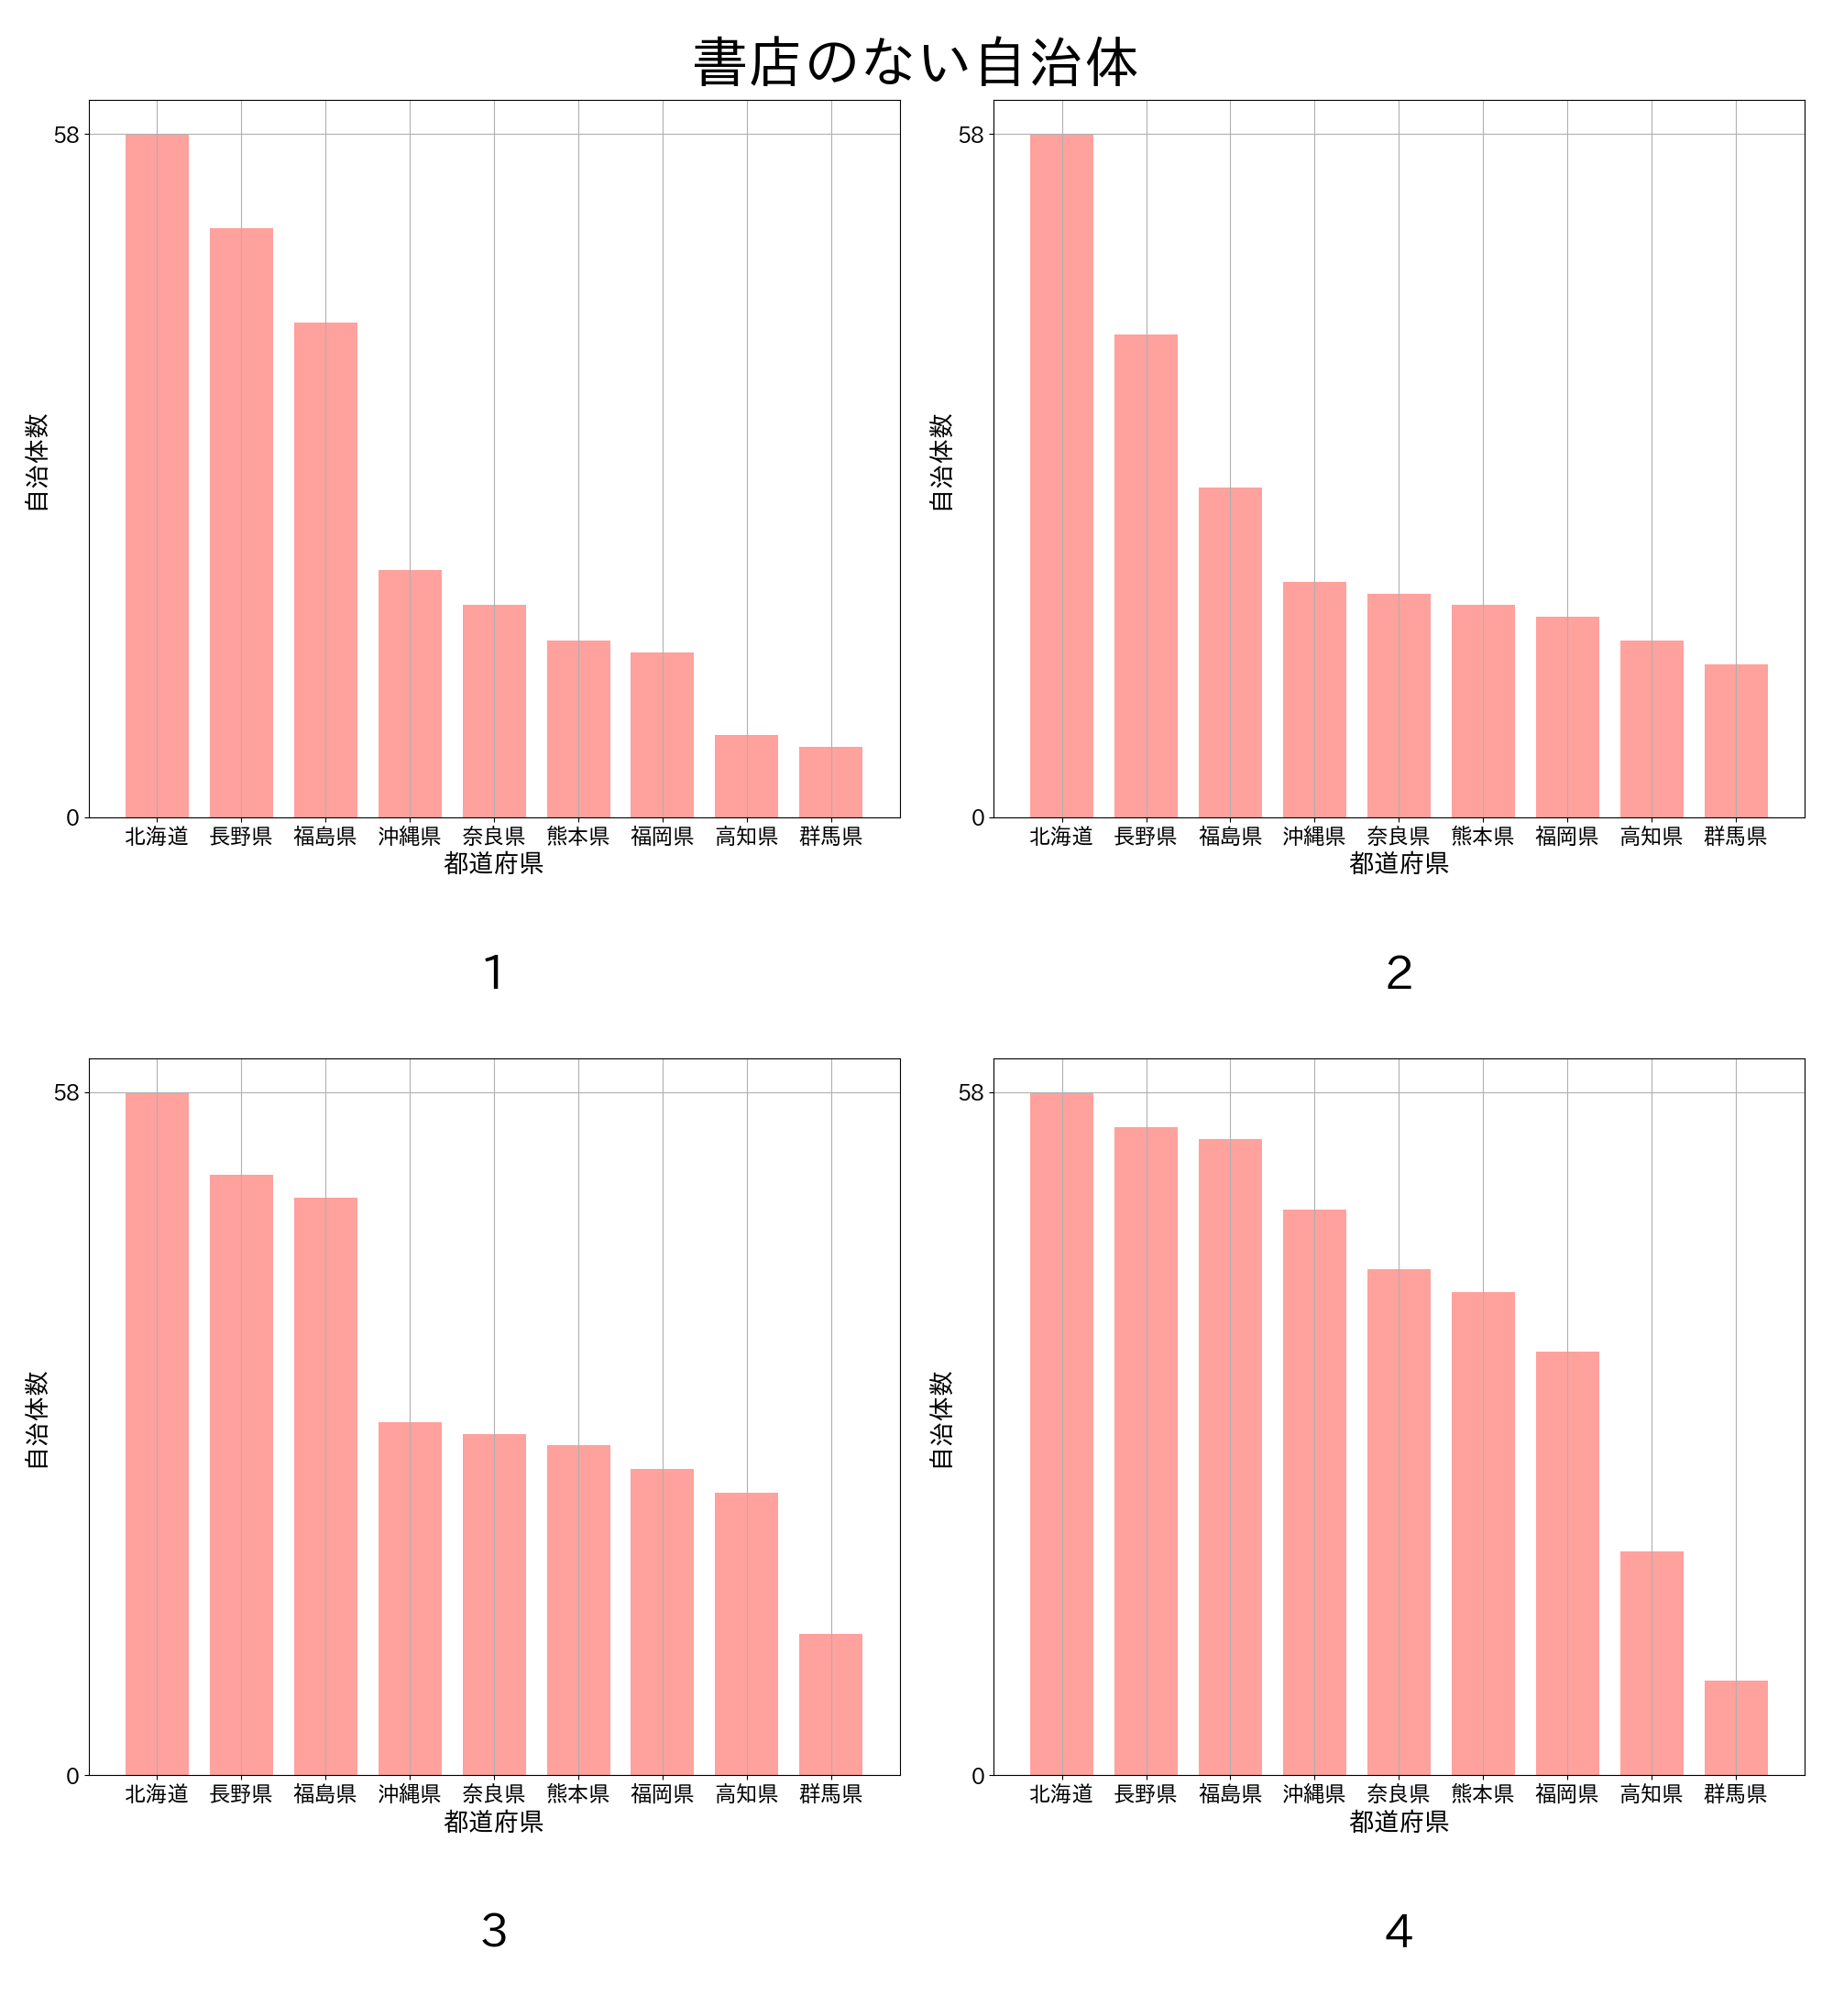 書店のない自治体
58
0
自治体数
北海道 長野県 福島県 沖縄県 奈良県 熊本県 福岡県 高知県 群馬県
都道府県
1
58
0
自治体数
北海道 長野県 福島県 沖縄県 奈良県 熊本県 福岡県 高知県 群馬県
都道府県
2
58
0
自治体数
北海道 長野県 福島県 沖縄県 奈良県 熊本県 福岡県 高知県 群馬県
都道府県
3
58
0
自治体数
北海道 長野県 福島県 沖縄県 奈良県 熊本県 福岡県 高知県 群馬県
都道府県
4